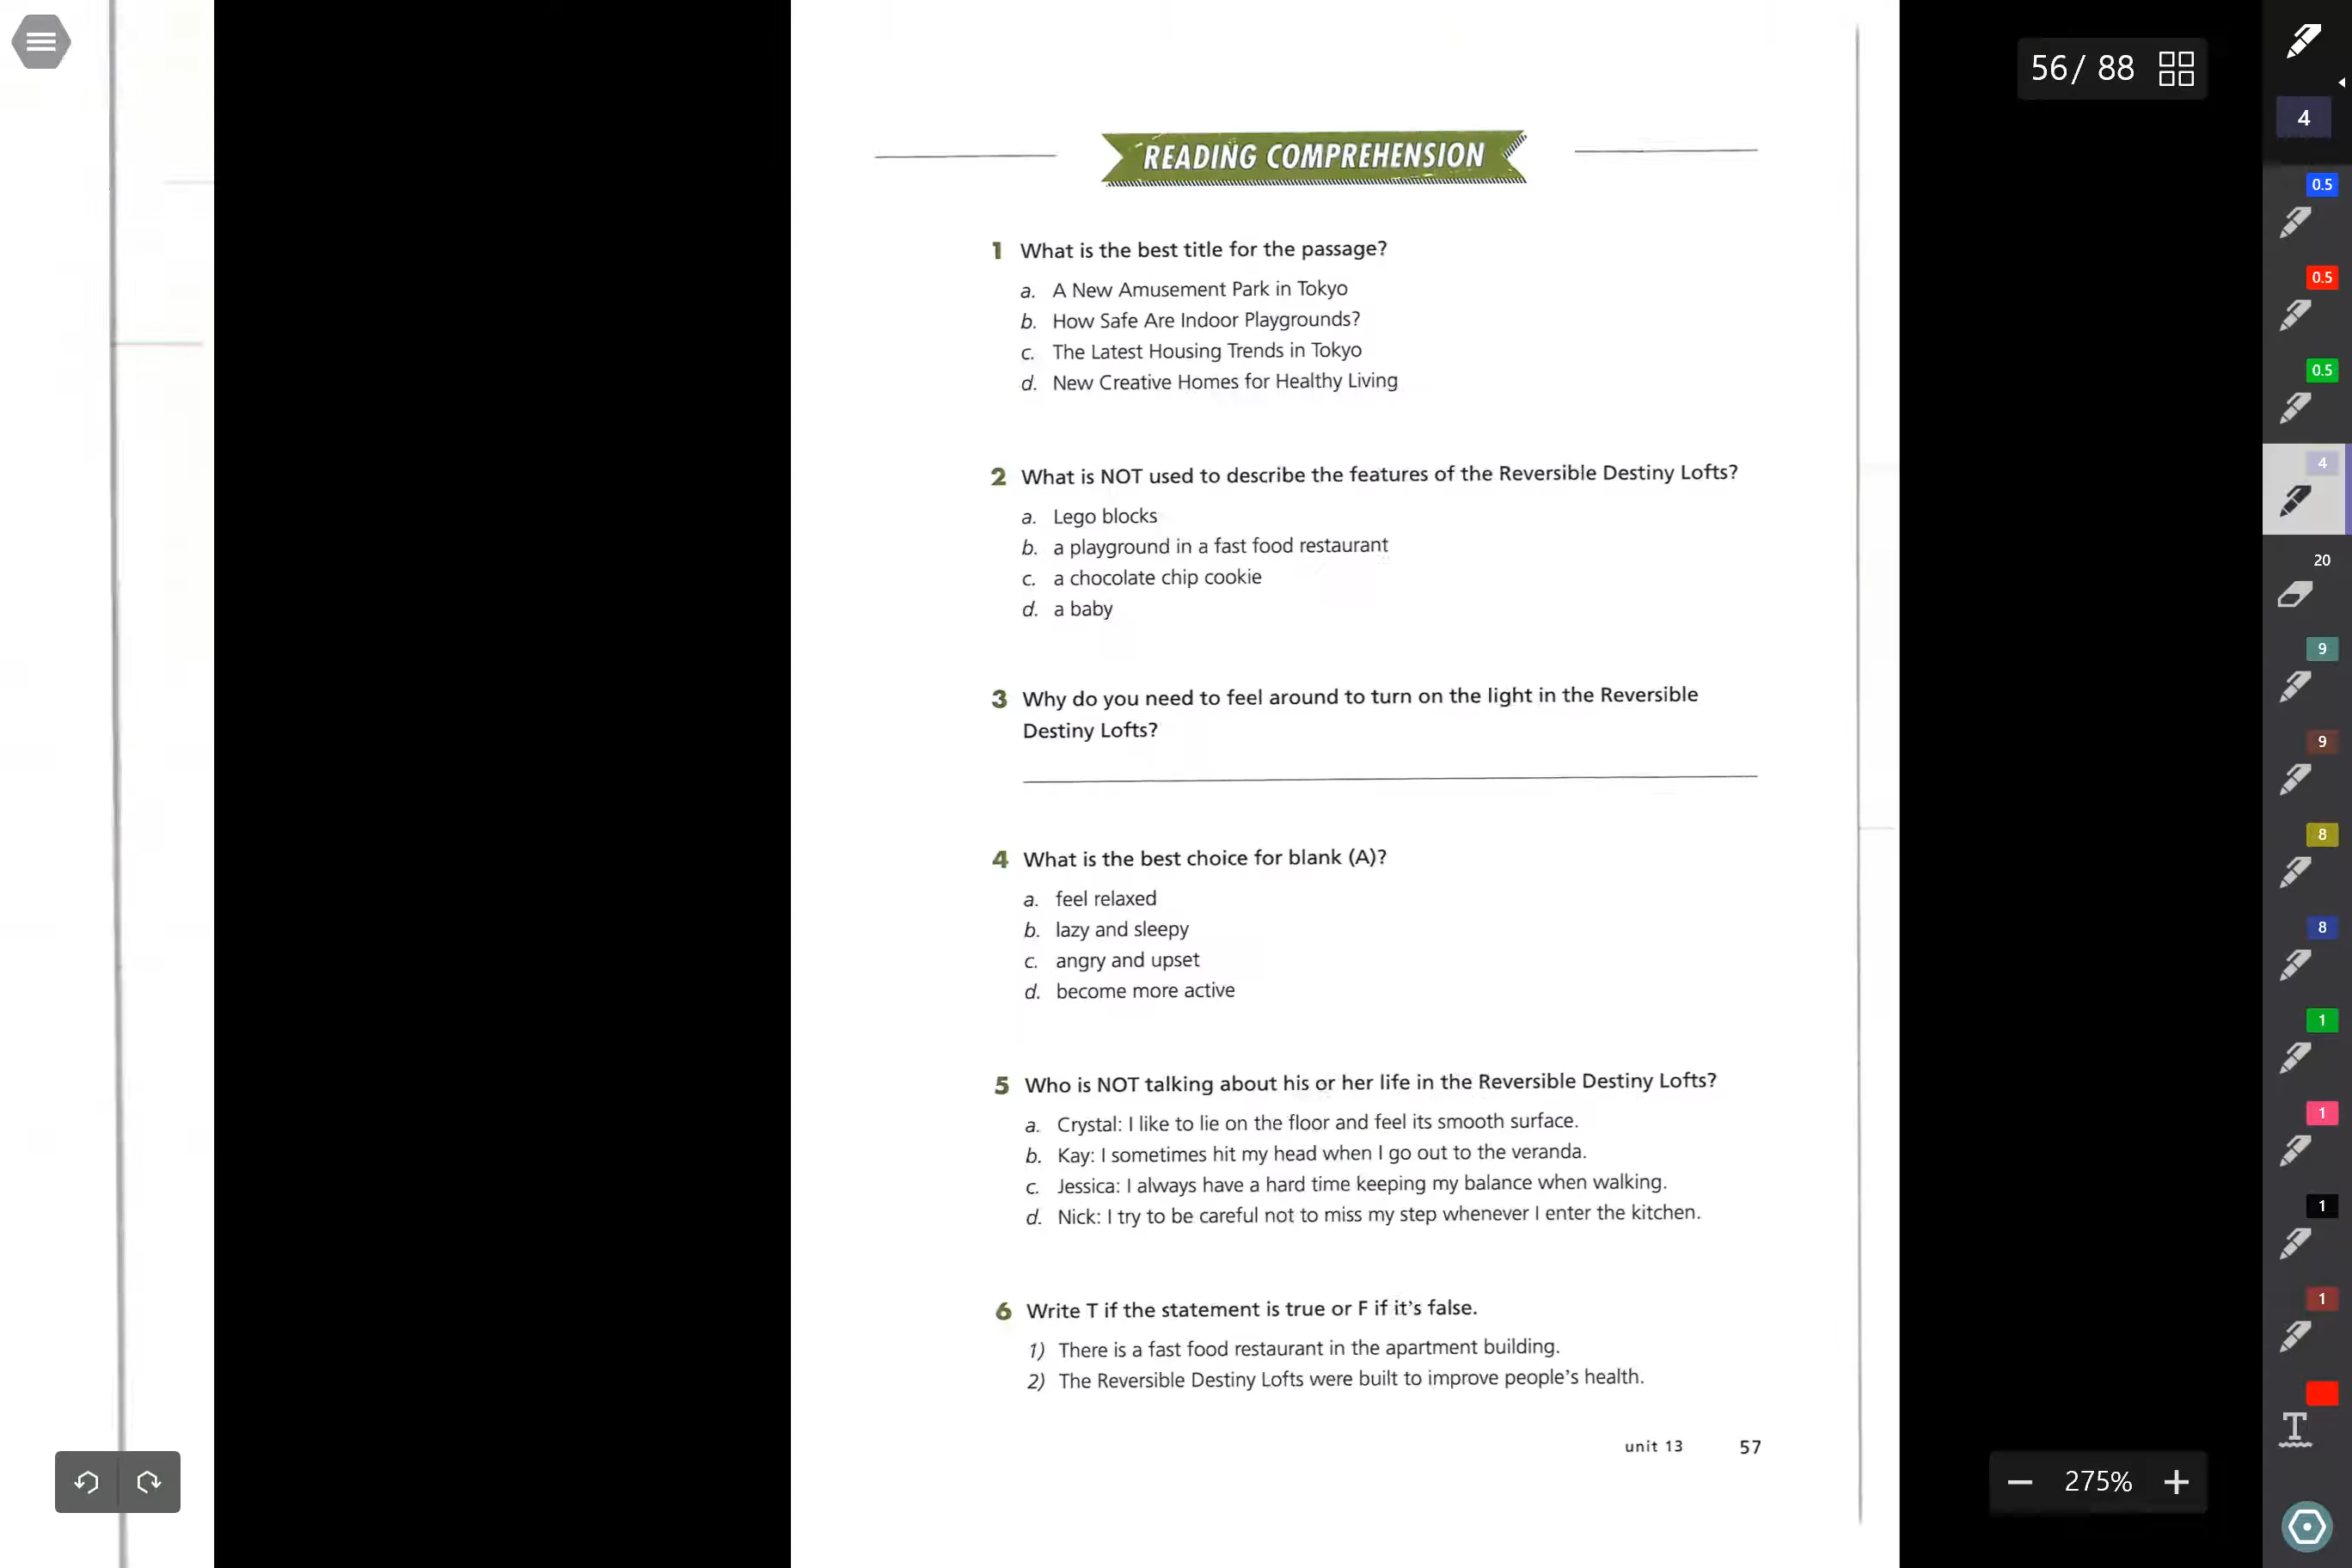 56/ 88
4
0.5
0.5
0.5
4
20
9
9
8
8
1
1
1
1
T
READING COMPREHENSION
1 What is the best title for the passage?
a. A New Amusement Park in Tokyo
b. How Safe Are Indoor Playgrounds?
c. The Latest Housing Trends in Tokyo
d. New Creative Homes for Healthy Living
2 What is NOT used to describe the features of the Reversible Destiny Lofts?
a. Lego blocks
b. a playground in a fast food restaurant
c. a chocolate chip cookie
d. a baby
3 Why do you need to feel around to turn on the light in the Reversible
Destiny Lofts?
4 What is the best choice for blank (A)?
a. feel relaxed
b. lazy and sleepy
c. angry and upset
d. become more active
5 Who is NOT talking about his or her life in the Reversible Destiny Lofts?
a. Crystal: I like to lie on the floor and feel its smooth surface.
b. Kay: I sometimes hit my head when I go out to the veranda.
c. Jessica: I always have a hard time keeping my balance when walking.
d. Nick: I try to be careful not to miss my step whenever I enter the kitchen.
6 Write T if the statement is true or F if it's false.
1) There is a fast food restaurant in the apartment building.
2) The Reversible Destiny Lofts were built to improve people's health.
unit 13 57
275%